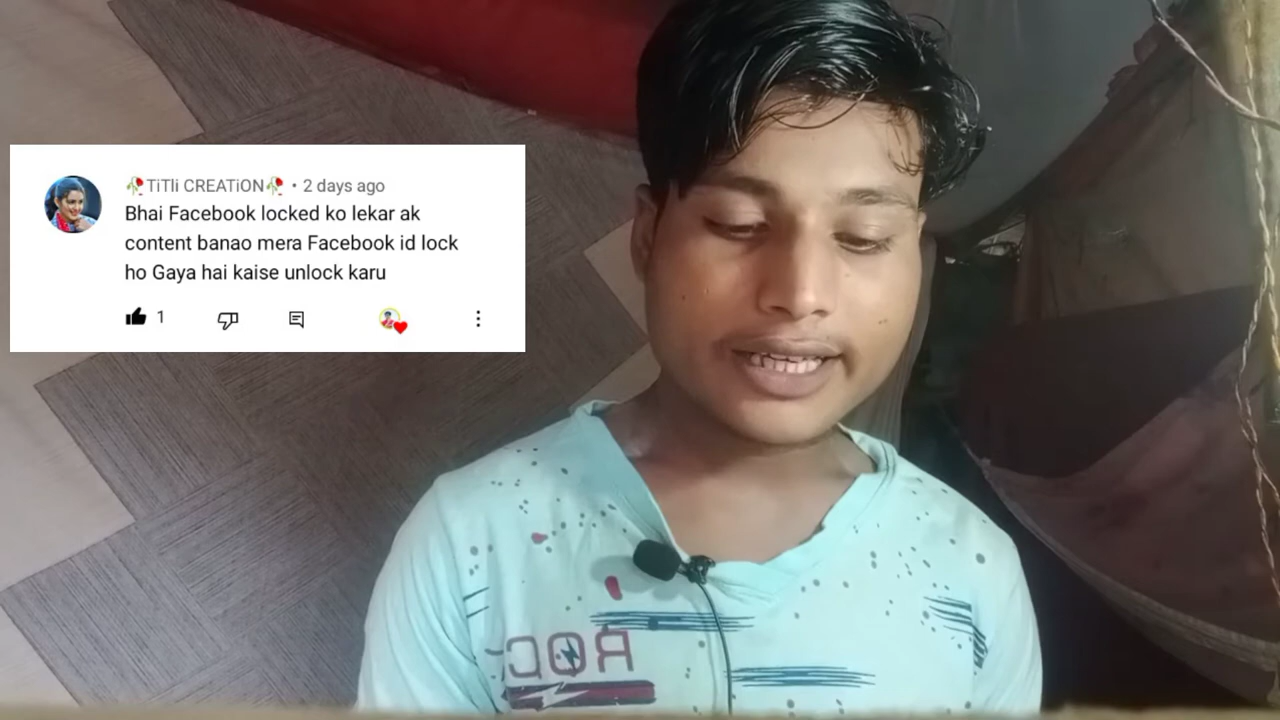 🥀TiTli CREATiON🥀 • 2 days ago
Bhai Facebook locked ko lekar ak
content banao mera Facebook id lock
ho Gaya hai kaise unlock karu
1
ROC